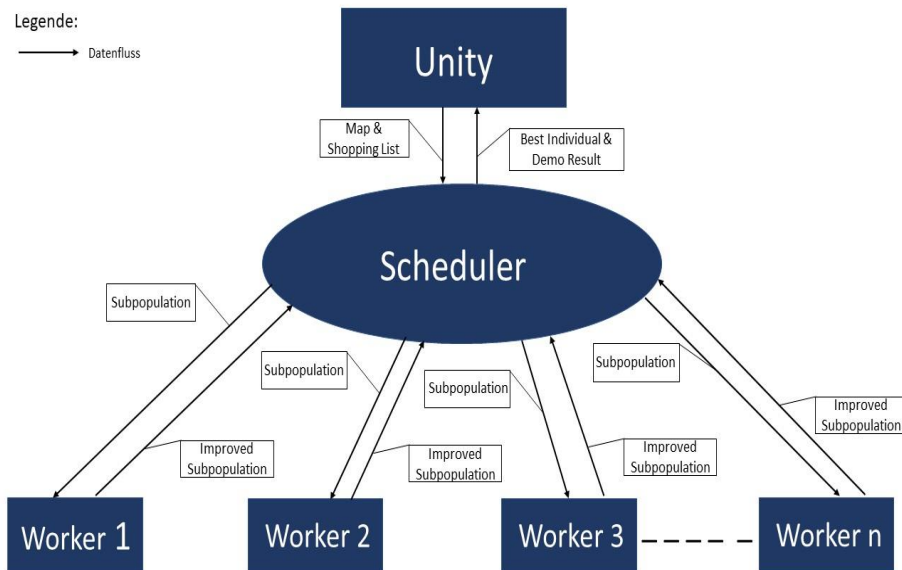 Legende:
Datenfluss
Unity
Map &
Shopping List
Best Individual &
Demo Result
Scheduler
Subpopulation
Subpopulation
Subpopulation
Subpopulation
Improved
Subpopulation
Improved
Subpopulation
Improved
Subpopulation
Improved
Subpopulation
Worker 1
Worker 2
Worker 3
Worker n